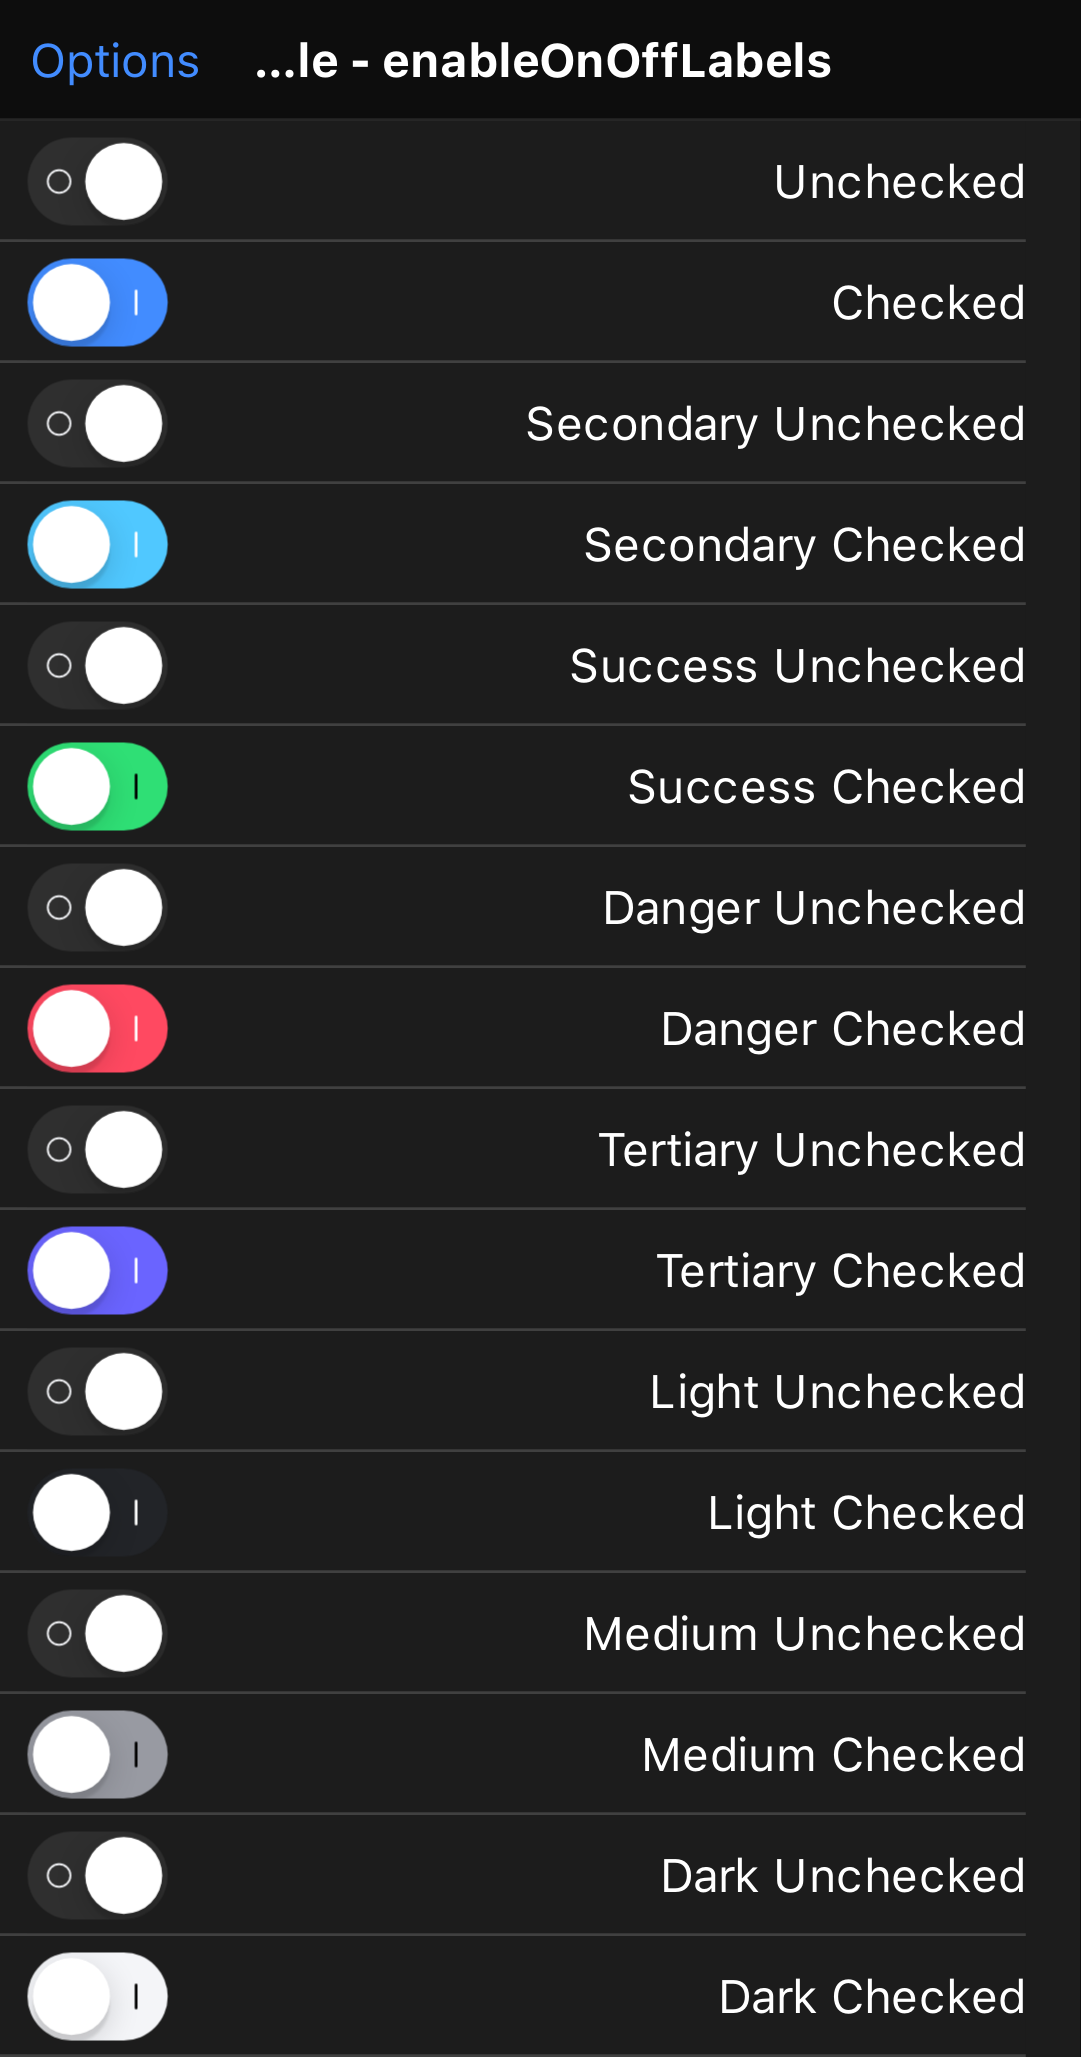 Options
...le - enableOnOffLabels
Unchecked
Checked
Secondary Unchecked
Secondary Checked
Success Unchecked
Success Checked
Danger Unchecked
Danger Checked
Tertiary Unchecked
Tertiary Checked
Light Unchecked
Light Checked
Medium Unchecked
Medium Checked
Dark Unchecked
Dark Checked